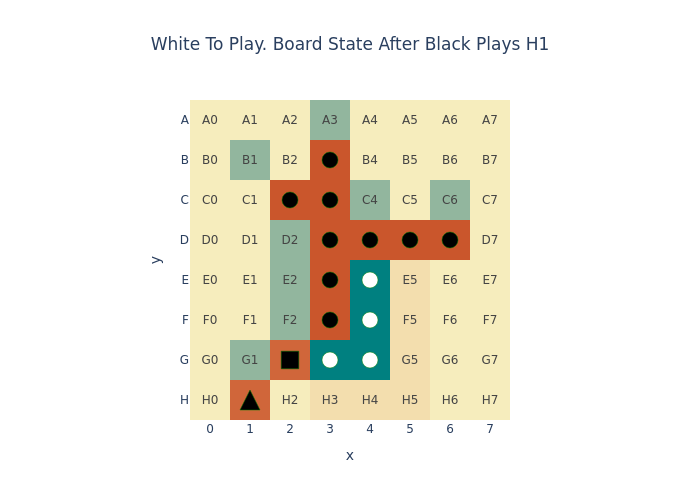 White To Play. Board State After Black Plays H1
A A0 A1 A2 A3 A4 A5 A6 A7
B B0 B1 B2 B4 B5 B6 B7
C C0 C1 C4 C5 C6 C7
D D0 D1 D2 D7
E E0 E1 E2 E5 E6 E7
F F0 F1 F2 F5 F6 F7
G G0 G1 G5 G6 G7
H H0 H2 H3 H4 H5 H6 H7
0 1 2 3 4 5 6 7
x
y